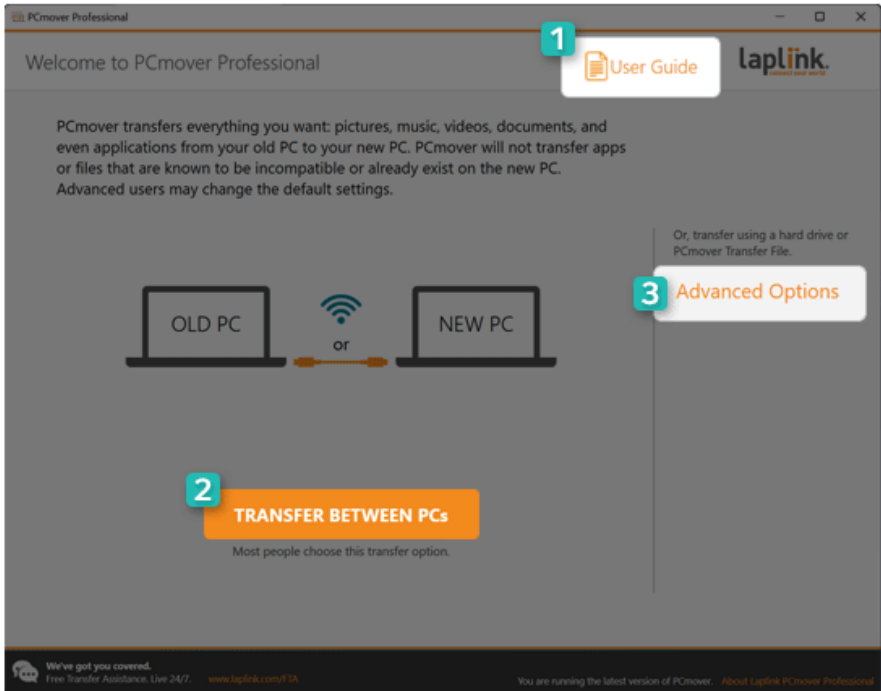 PCmover Professional
1
Welcome to PCmover Professional
User Guide
laplink.
connect your world
PCmover transfers everything you want: pictures, music, videos, documents, and
even applications from your old PC to your new PC. PCmover will not transfer apps
or files that are known to be incompatible or already exist on the new PC.
Advanced users may change the default settings.
Or, transfer using a hard drive or
PCmover Transfer File.
3
Advanced Options
OLD PC
or
NEW PC
2
TRANSFER BETWEEN PCs
Most people choose this transfer option.
We've got you covered.
Free Transfer Assistance. Live 24/7.
www.laplink.com/FTA
You are running the latest version of PCmover.
About Laplink PCmover Professional